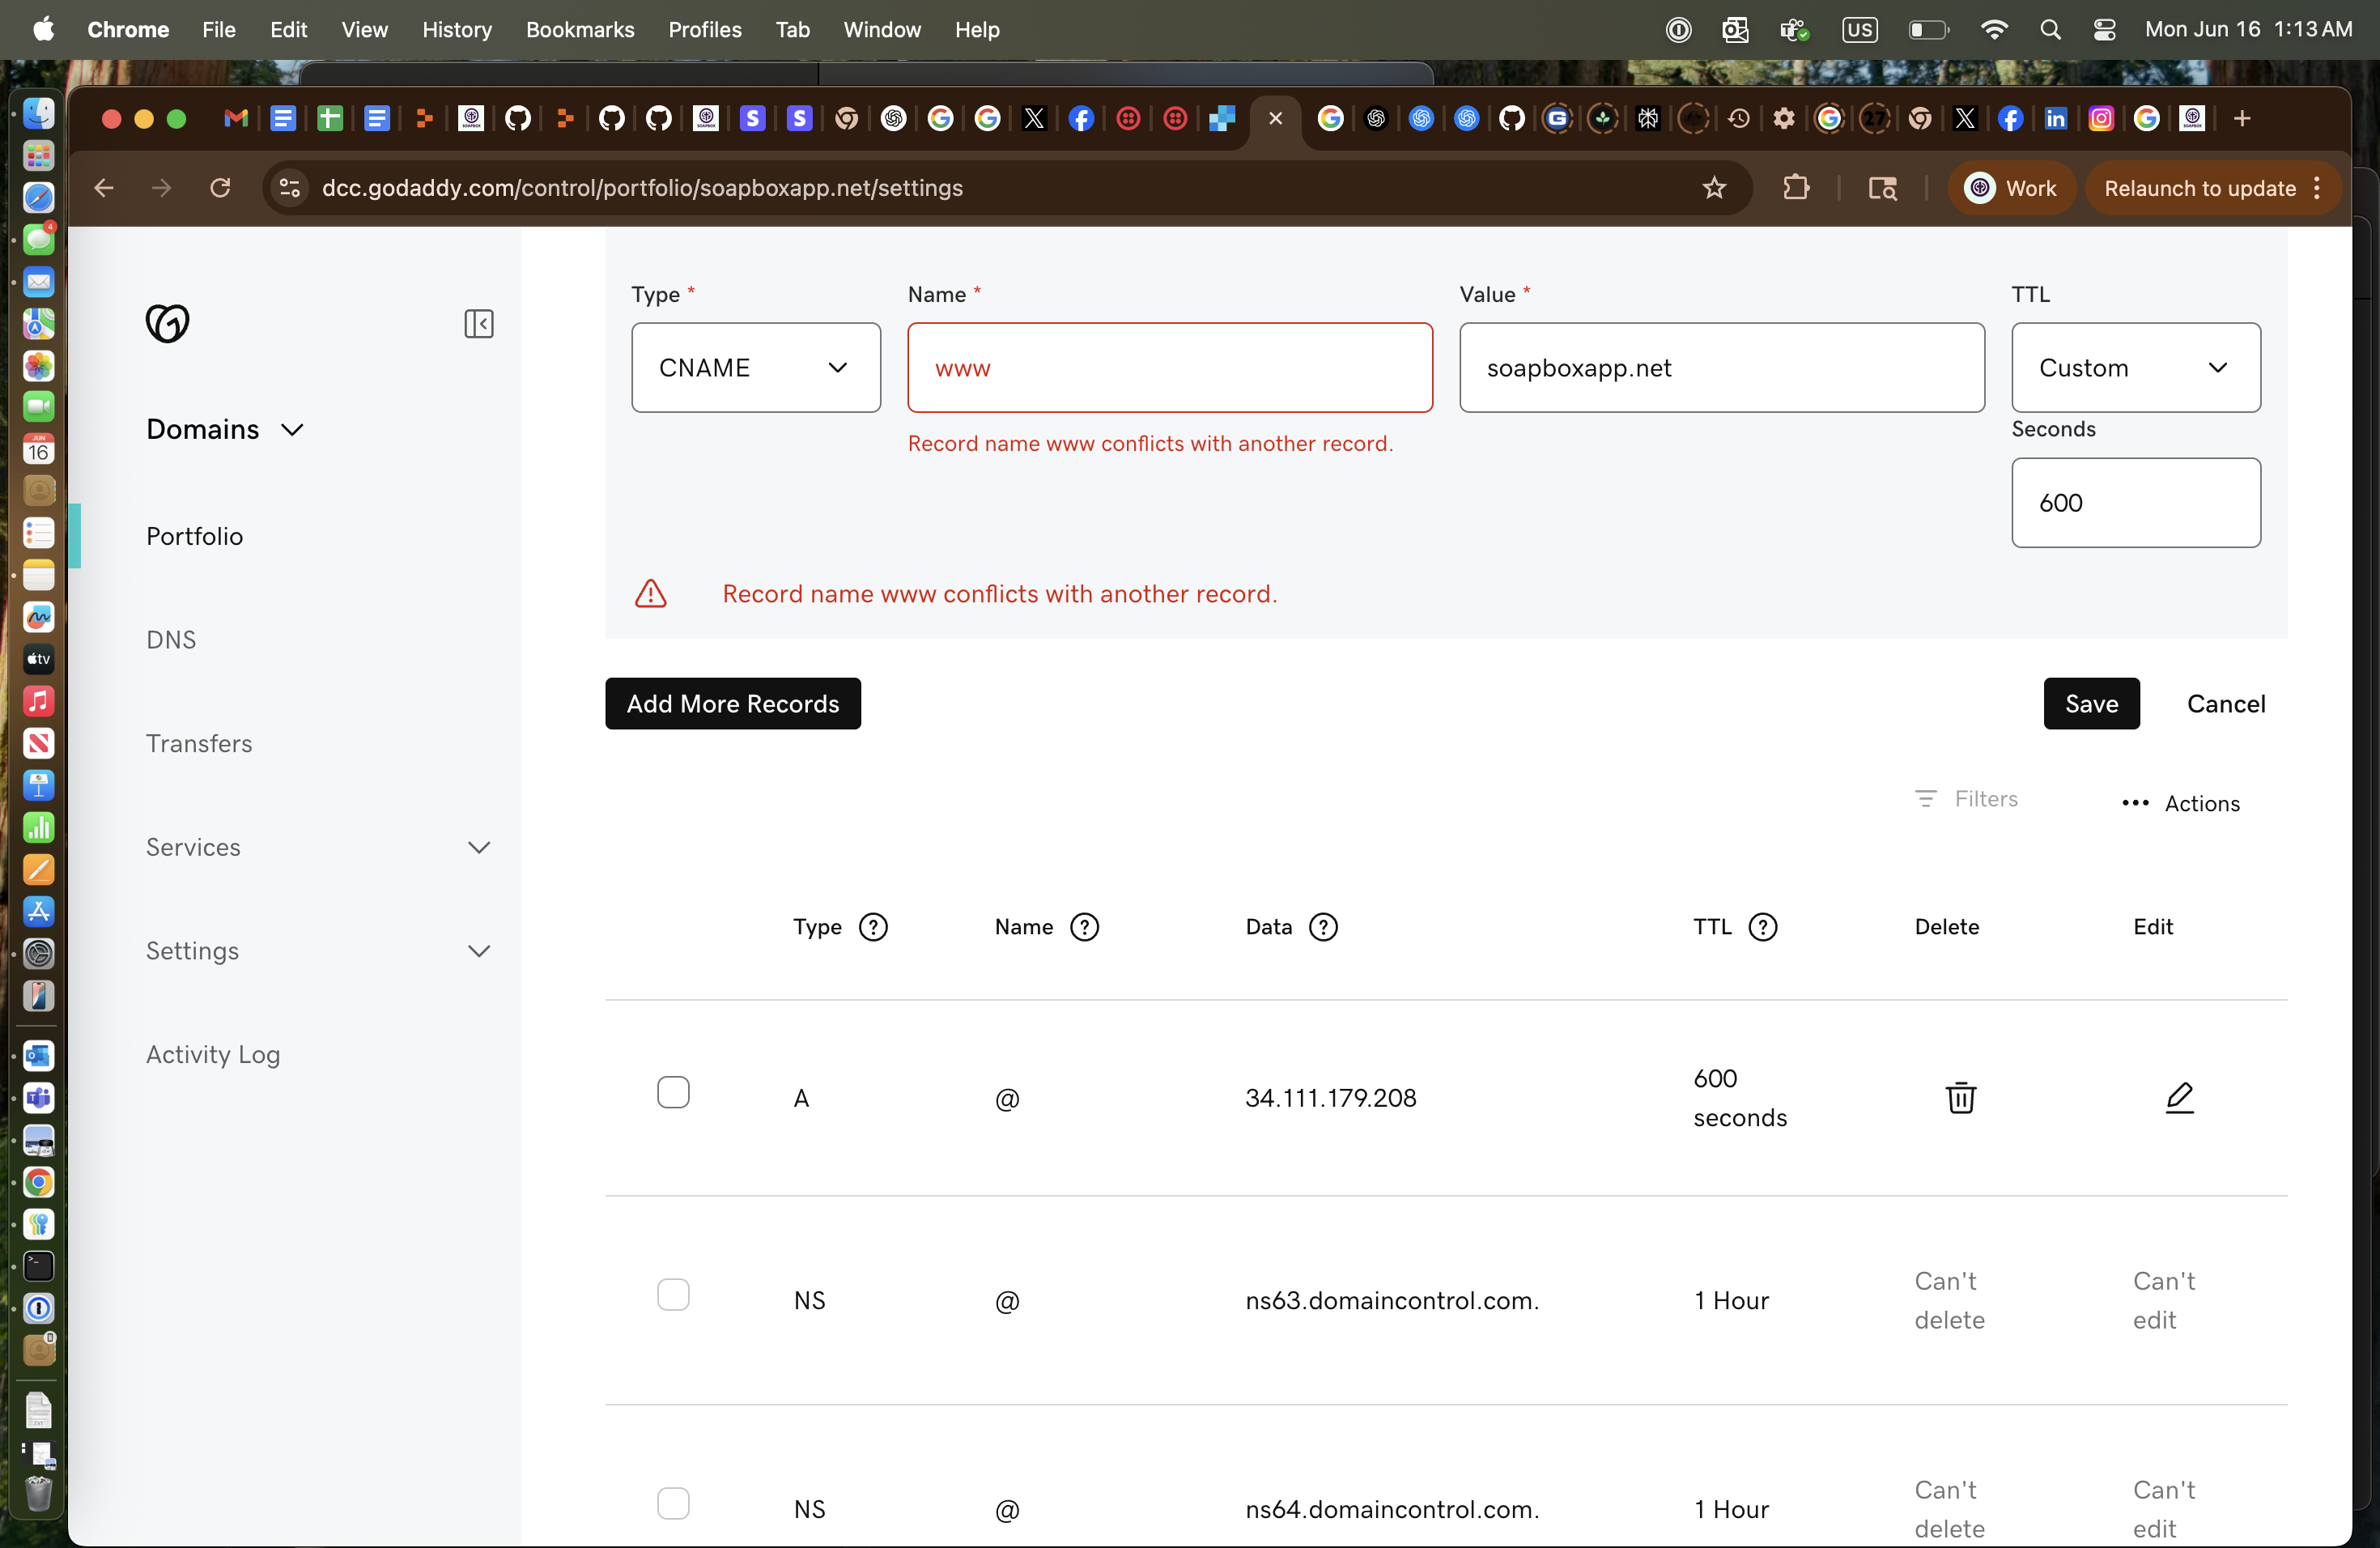 Chrome File Edit View History Bookmarks Profiles Tab Window Help US Mon Jun 16 1:13 AM
dcc.godaddy.com/control/portfolio/soapboxapp.net/settings Work Relaunch to update
Domains
Portfolio
DNS
Transfers
Services
Settings
Activity Log
Type * Name * Value * TTL
CNAME www soapboxapp.net Custom
Record name www conflicts with another record.
Seconds
600
Record name www conflicts with another record.
Add More Records Save Cancel
Filters Actions
Type Name Data TTL Delete Edit
A @ 34.111.179.208 600 seconds
NS @ ns63.domaincontrol.com. 1 Hour Can't delete Can't edit
NS @ ns64.domaincontrol.com. 1 Hour Can't delete Can't edit
4
JUN
16
tv